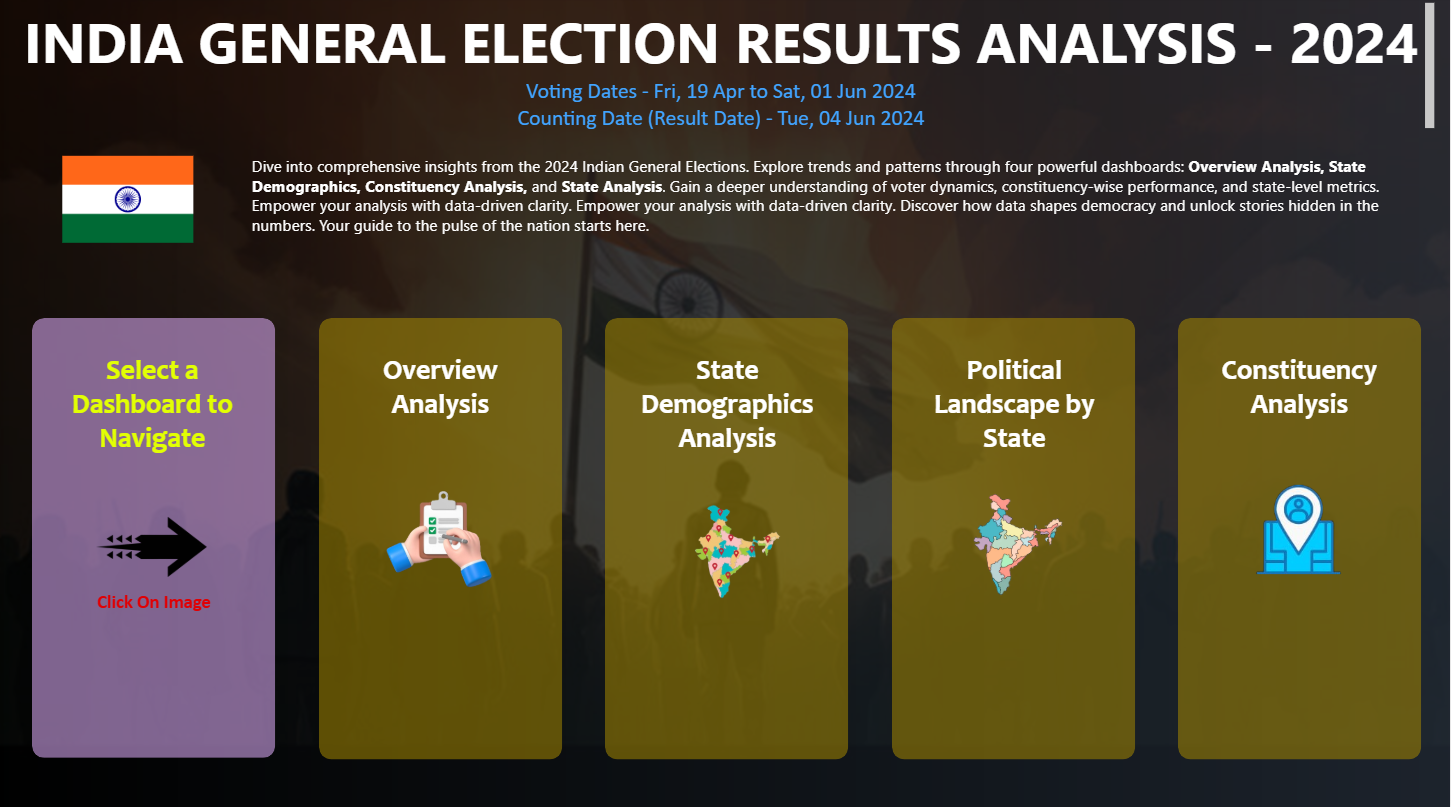 INDIA GENERAL ELECTION RESULTS ANALYSIS - 2024
Voting Dates - Fri, 19 Apr to Sat, 01 Jun 2024
Counting Date (Result Date) - Tue, 04 Jun 2024
Dive into comprehensive insights from the 2024 Indian General Elections. Explore trends and patterns through four powerful dashboards: Overview Analysis, State
Demographics, Constituency Analysis, and State Analysis. Gain a deeper understanding of voter dynamics, constituency-wise performance, and state-level metrics.
Empower your analysis with data-driven clarity. Empower your analysis with data-driven clarity. Discover how data shapes democracy and unlock stories hidden in the
numbers. Your guide to the pulse of the nation starts here.
Select a
Dashboard to
Navigate
Click On Image
Overview
Analysis
State
Demographics
Analysis
Political
Landscape by
State
Constituency
Analysis